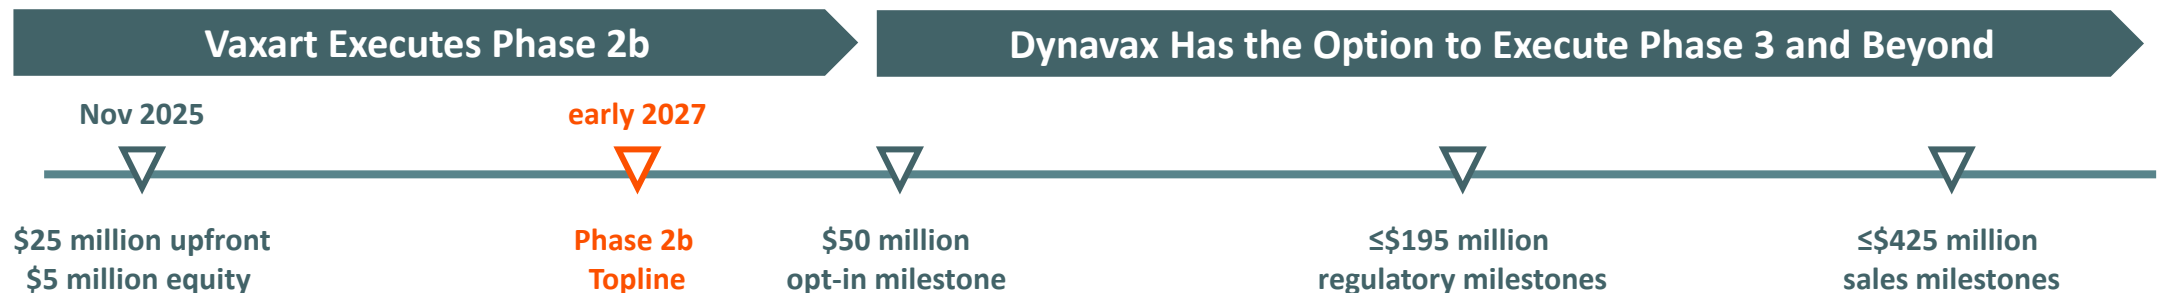 Vaxart Executes Phase 2b
Dynavax Has the Option to Execute Phase 3 and Beyond
Nov 2025
early 2027
$25 million upfront
$5 million equity
Phase 2b
Topline
$50 million
opt-in milestone
≤$195 million
regulatory milestones
≤$425 million
sales milestones